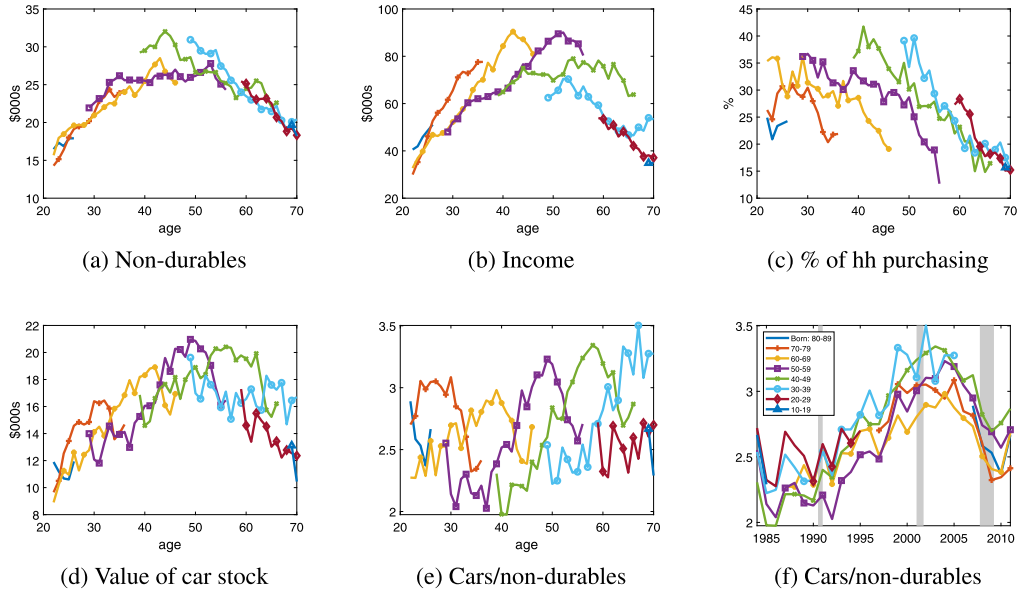 35
30
25
20
15
10
$000s
20 30 40 50 60 70
age
(a) Non-durables
100
80
60
40
20
$000s
20 30 40 50 60 70
age
(b) Income
45
40
35
30
25
20
15
10
%
20 30 40 50 60 70
age
(c) % of hh purchasing
22
20
18
16
14
12
10
8
$000s
20 30 40 50 60 70
age
(d) Value of car stock
3.5
3
2.5
2
20 30 40 50 60 70
age
(e) Cars/non-durables
3.5
3
2.5
2
Born: 80-89
70-79
60-69
50-59
40-49
30-39
20-29
10-19
1985 1990 1995 2000 2005 2010
(f) Cars/non-durables